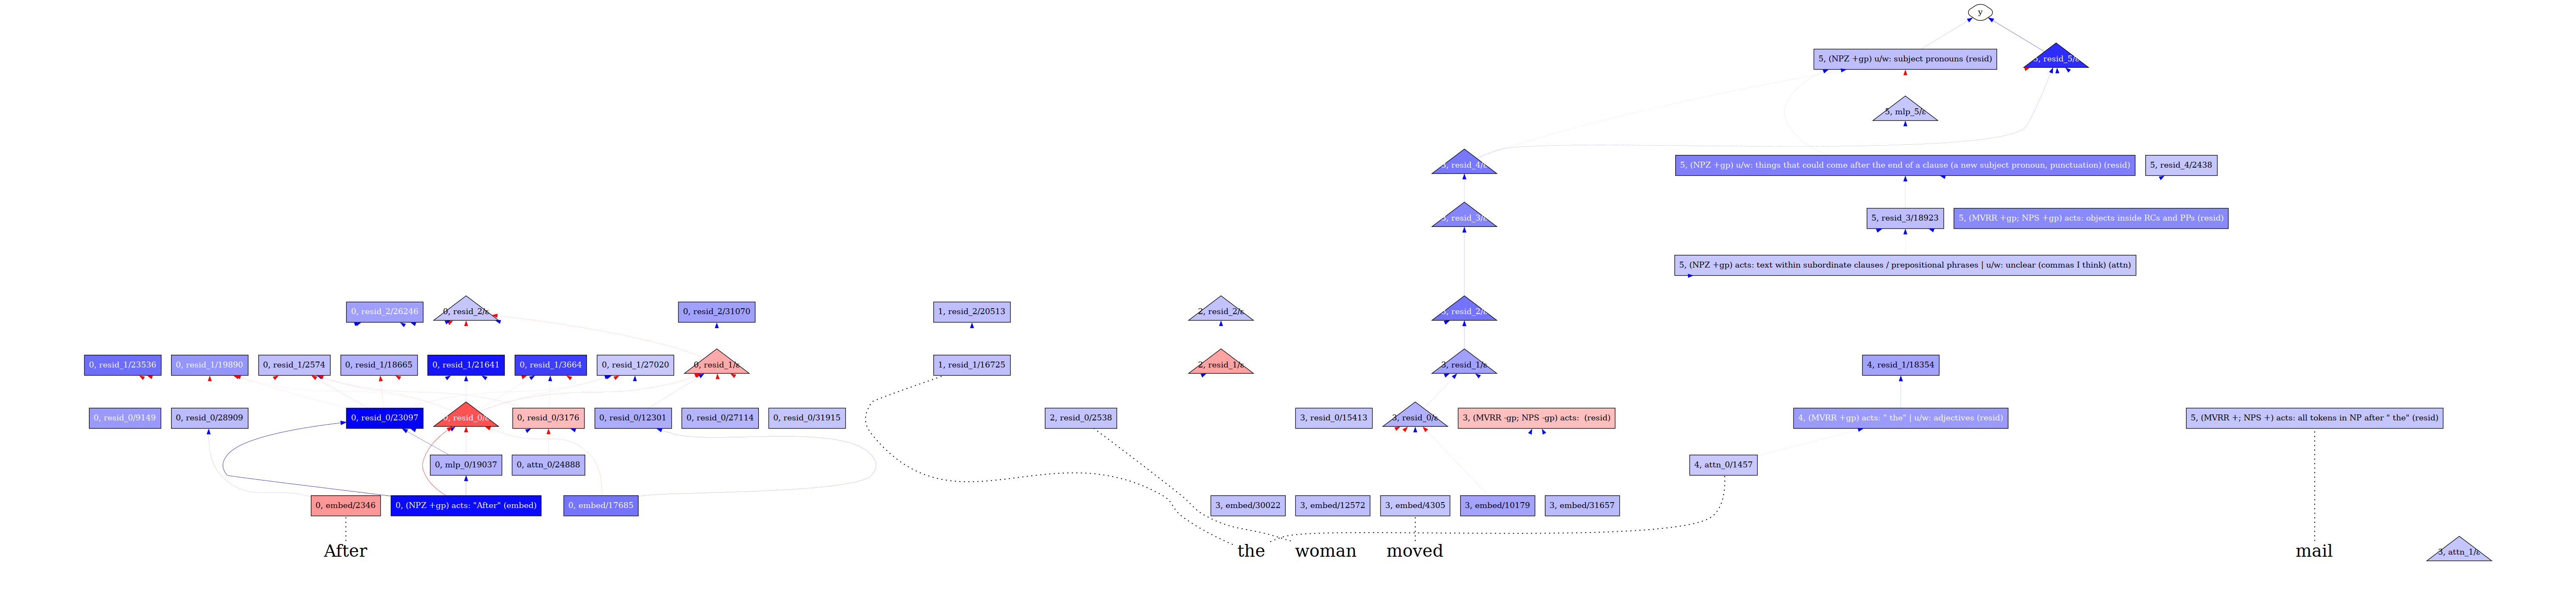 y
5, (NPZ +gp) u/w: subject pronouns (resid)
5, resid_5/ε
5, mlp_5/ε
resid_4/
5, (NPZ +gp) u/w: things that could come after the end of a clause (a new subject pronoun, punctuation) (resid)
5, resid_4/2438
resid_3/
5, resid_3/18923
5, (MVRR +gp; NPS +gp) acts: objects inside RCs and PPs (resid)
5, (NPZ +gp) acts: text within subordinate clauses / prepositional phrases | u/w: unclear (commas I think) (attn)
0, resid_2/26246
0, resid_2/ε
0, resid_2/31070
1, resid_2/20513
2, resid_2/ε
resid_2/
0, resid_1/23536
0, resid_1/19890
0, resid_1/2574
0, resid_1/18665
0, resid_1/21641
0, resid_1/3664
0, resid_1/27020
0, resid_1/ε
1, resid_1/16725
2, resid_1/ε
3, resid_1/ε
4, resid_1/18354
0, resid_0/9149
0, resid_0/28909
0, resid_0/23097
0, resid_0/ε
0, resid_0/3176
0, resid_0/12301
0, resid_0/27114
0, resid_0/31915
2, resid_0/2538
3, resid_0/15413
3, resid_0/ε
3, (MVRR -gp; NPS -gp) acts: (resid)
4, (MVRR +gp) acts: " the" | u/w: adjectives (resid)
5, (MVRR +; NPS +) acts: all tokens in NP after " the" (resid)
0, mlp_0/19037
0, attn_0/24888
4, attn_0/1457
0, embed/2346
0, (NPZ +gp) acts: "After" (embed)
0, embed/17685
3, embed/30022
3, embed/12572
3, embed/4305
3, embed/10179
3, embed/31657
After
the
woman
moved
mail
3, attn_1/ε